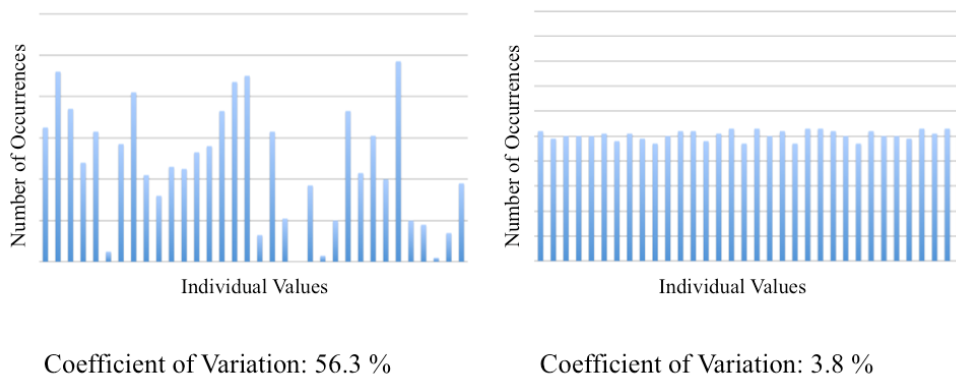 Number of Occurrences
Individual Values
Coefficient of Variation: 56.3 %
Number of Occurrences
Individual Values
Coefficient of Variation: 3.8 %